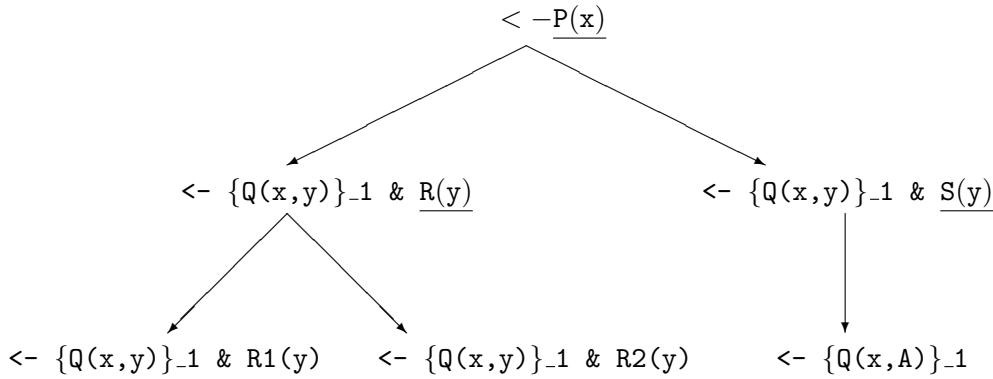 < −P(x)
<- {Q(x,y)}_1 & R(y)
<- {Q(x,y)}_1 & S(y)
<- {Q(x,y)}_1 & R1(y)
<- {Q(x,y)}_1 & R2(y)
<- {Q(x,A)}_1